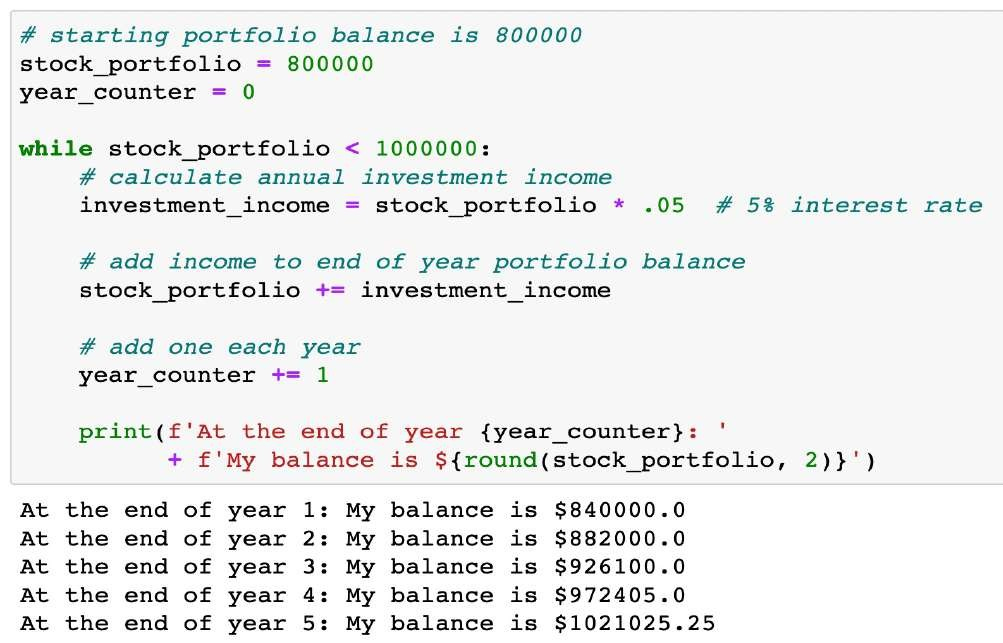 # starting portfolio balance is 800000
stock_portfolio = 800000
year_counter = 0

while stock_portfolio < 1000000:
    # calculate annual investment income
    investment_income = stock_portfolio * .05  # 5% interest rate

    # add income to end of year portfolio balance
    stock_portfolio += investment_income

    # add one each year
    year_counter += 1

    print(f'At the end of year {year_counter}: '
          + f'My balance is ${round(stock_portfolio, 2)}')
At the end of year 1: My balance is $840000.0
At the end of year 2: My balance is $882000.0
At the end of year 3: My balance is $926100.0
At the end of year 4: My balance is $972405.0
At the end of year 5: My balance is $1021025.25